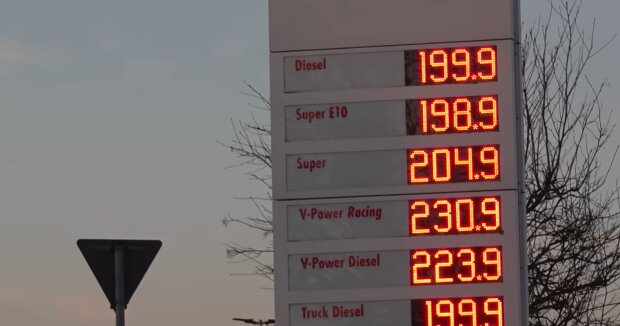 Diesel 199.9
Super E10 198.9
Super 204.9
V-Power Racing 230.9
V-Power Diesel 223.9
Truck Diesel 199.9